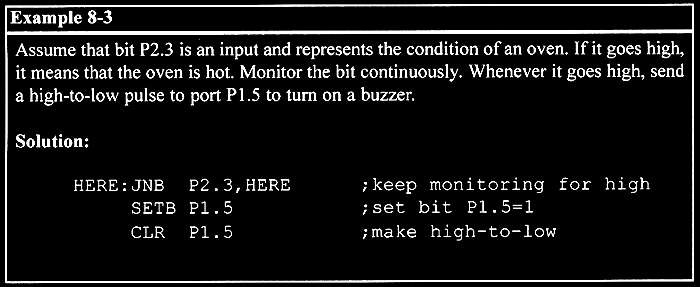 Example 8-3
Assume that bit P2.3 is an input and represents the condition of an oven. If it goes high,
it means that the oven is hot. Monitor the bit continuously. Whenever it goes high, send
a high-to-low pulse to port P1.5 to turn on a buzzer.
Solution:
HERE:JNB P2.3,HERE ;keep monitoring for high
SETB P1.5 ;set bit P1.5=1
CLR P1.5 ;make high-to-low